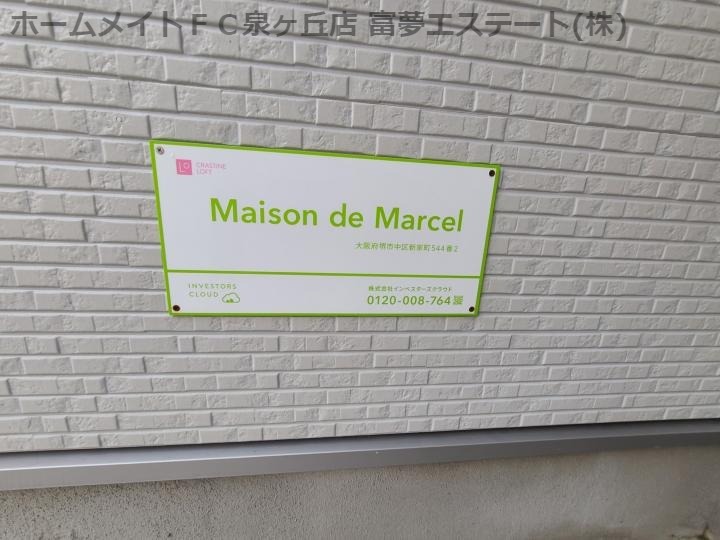 ホームメイトFC泉ヶ丘店 富夢エステート(株)
LO
CRASTINE
LOFT
Maison de Marcel
大阪府堺市中区新家町544番2
INVESTORS
CLOUD
株式会社インベスターズクラウド
0120-008-764